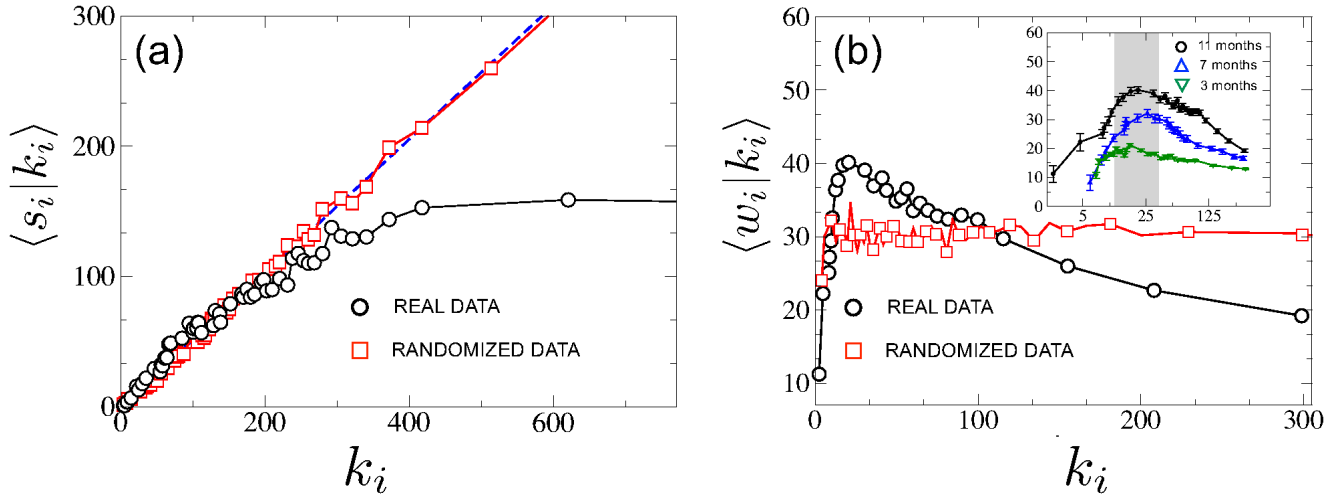 (a)
300
200
100
0
⟨s_i|k_i⟩
REAL DATA
RANDOMIZED DATA
0 200 400 600
k_i
(b)
60
50
40
30
20
10
⟨w_i|k_i⟩
60
50
40
30
20
10
0
11 months
7 months
3 months
5 25 125
REAL DATA
RANDOMIZED DATA
0 100 200 300
k_i